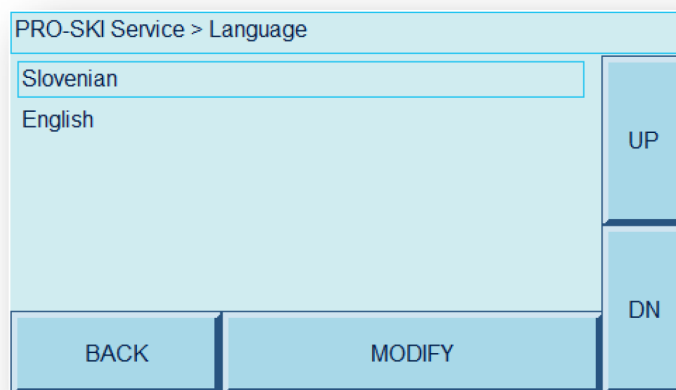 PRO-SKI Service > Language
Slovenian
English
UP
DN
BACK
MODIFY